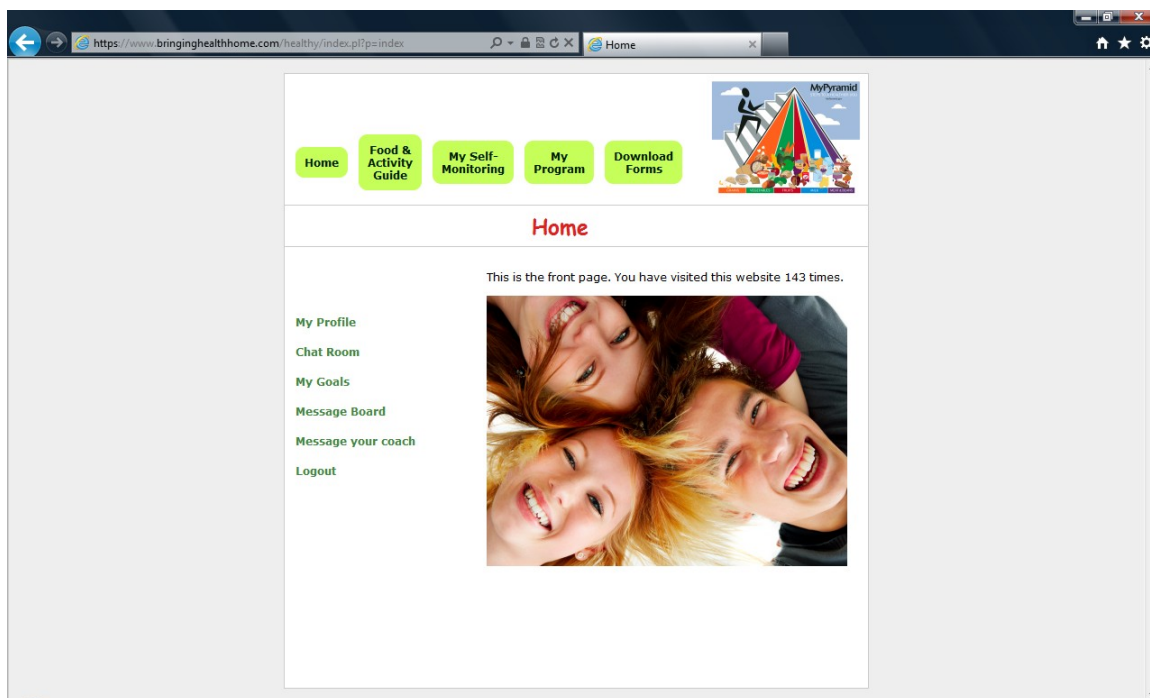 https://www.bringinghealthhome.com/healthy/index.pl?p=index
Home
MyPyramid
Home
Food &
Activity
Guide
My Self-
Monitoring
My
Program
Download
Forms
Home
This is the front page. You have visited this website 143 times.
My Profile
Chat Room
My Goals
Message Board
Message your coach
Logout